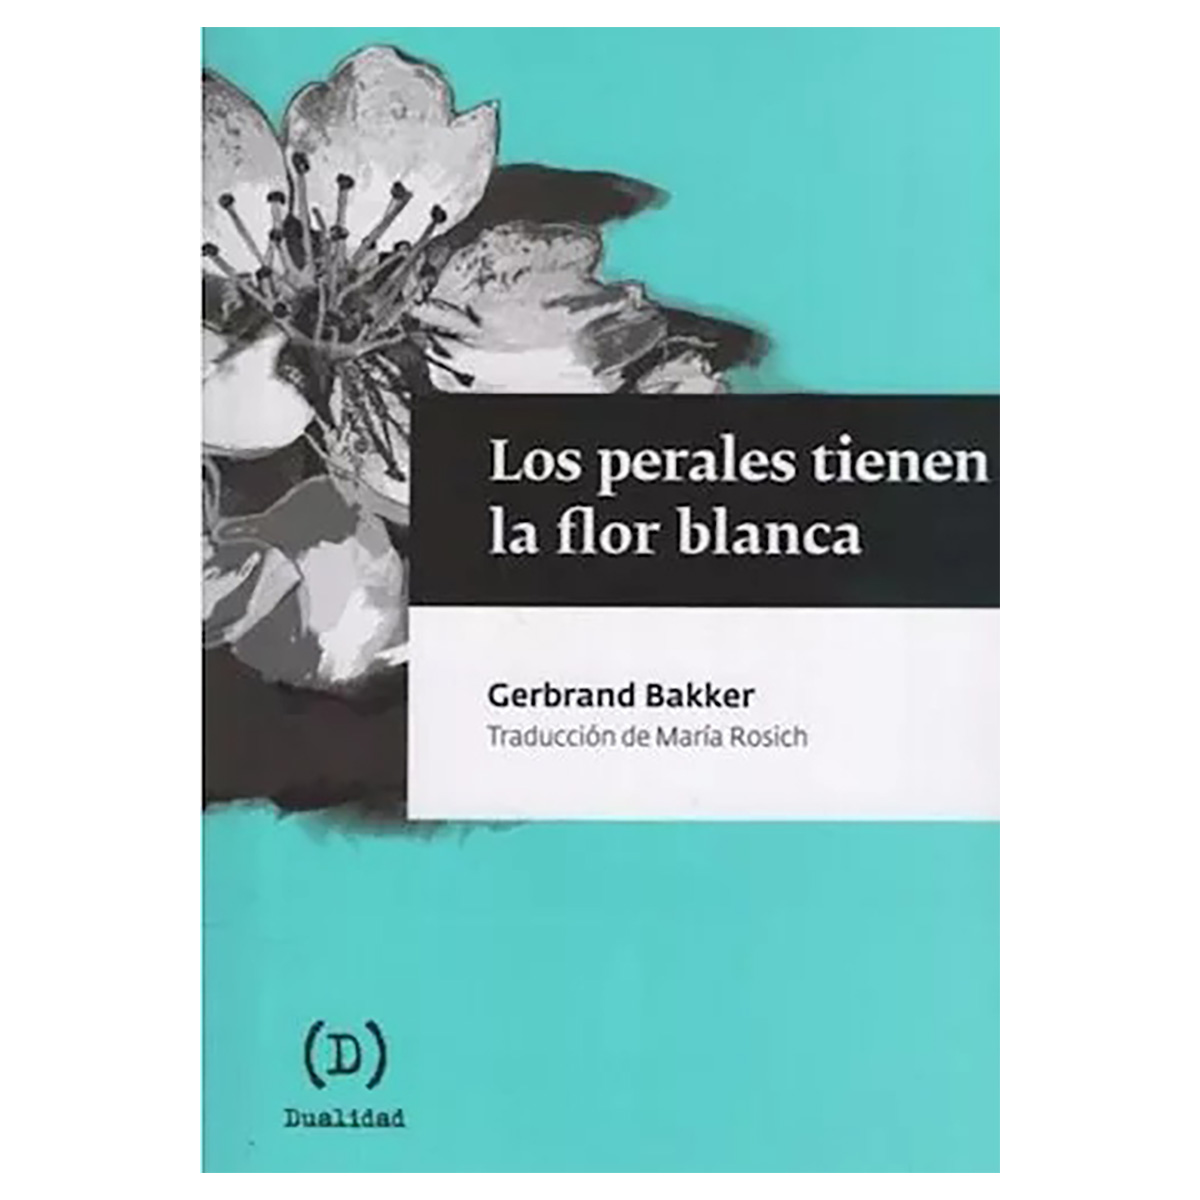 Los perales tienen
la flor blanca
Gerbrand Bakker
Traducción de María Rosich
(D)
Dualidad